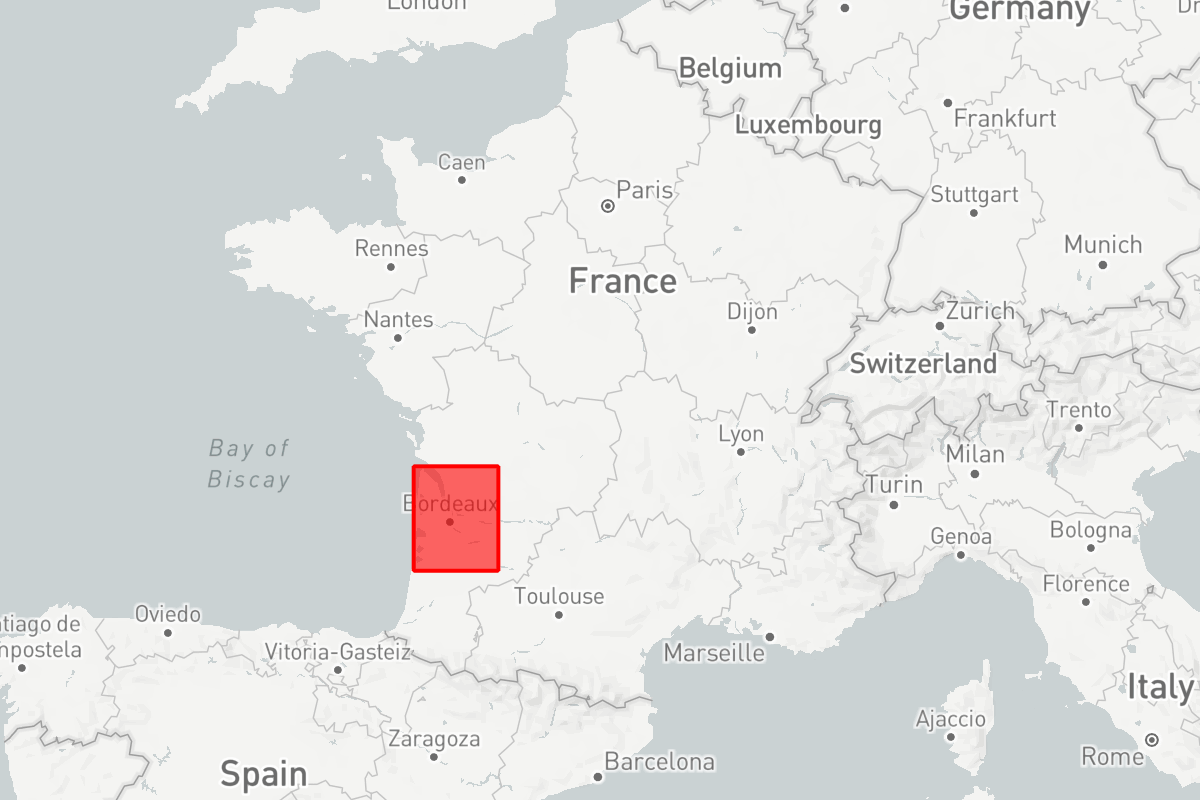 London
Germany
Belgium
Luxembourg
Frankfurt
Caen
Paris
Stuttgart
Rennes
Munich
France
Nantes
Dijon
Zurich
Switzerland
Trento
Lyon
Bay of
Biscay
Milan
Turin
Bordeaux
Bologna
Genoa
Florence
Toulouse
Oviedo
tiago de
mpostela
Vitoria-Gasteiz
Marseille
Italy
Ajaccio
Zaragoza
Rome
Barcelona
Spain